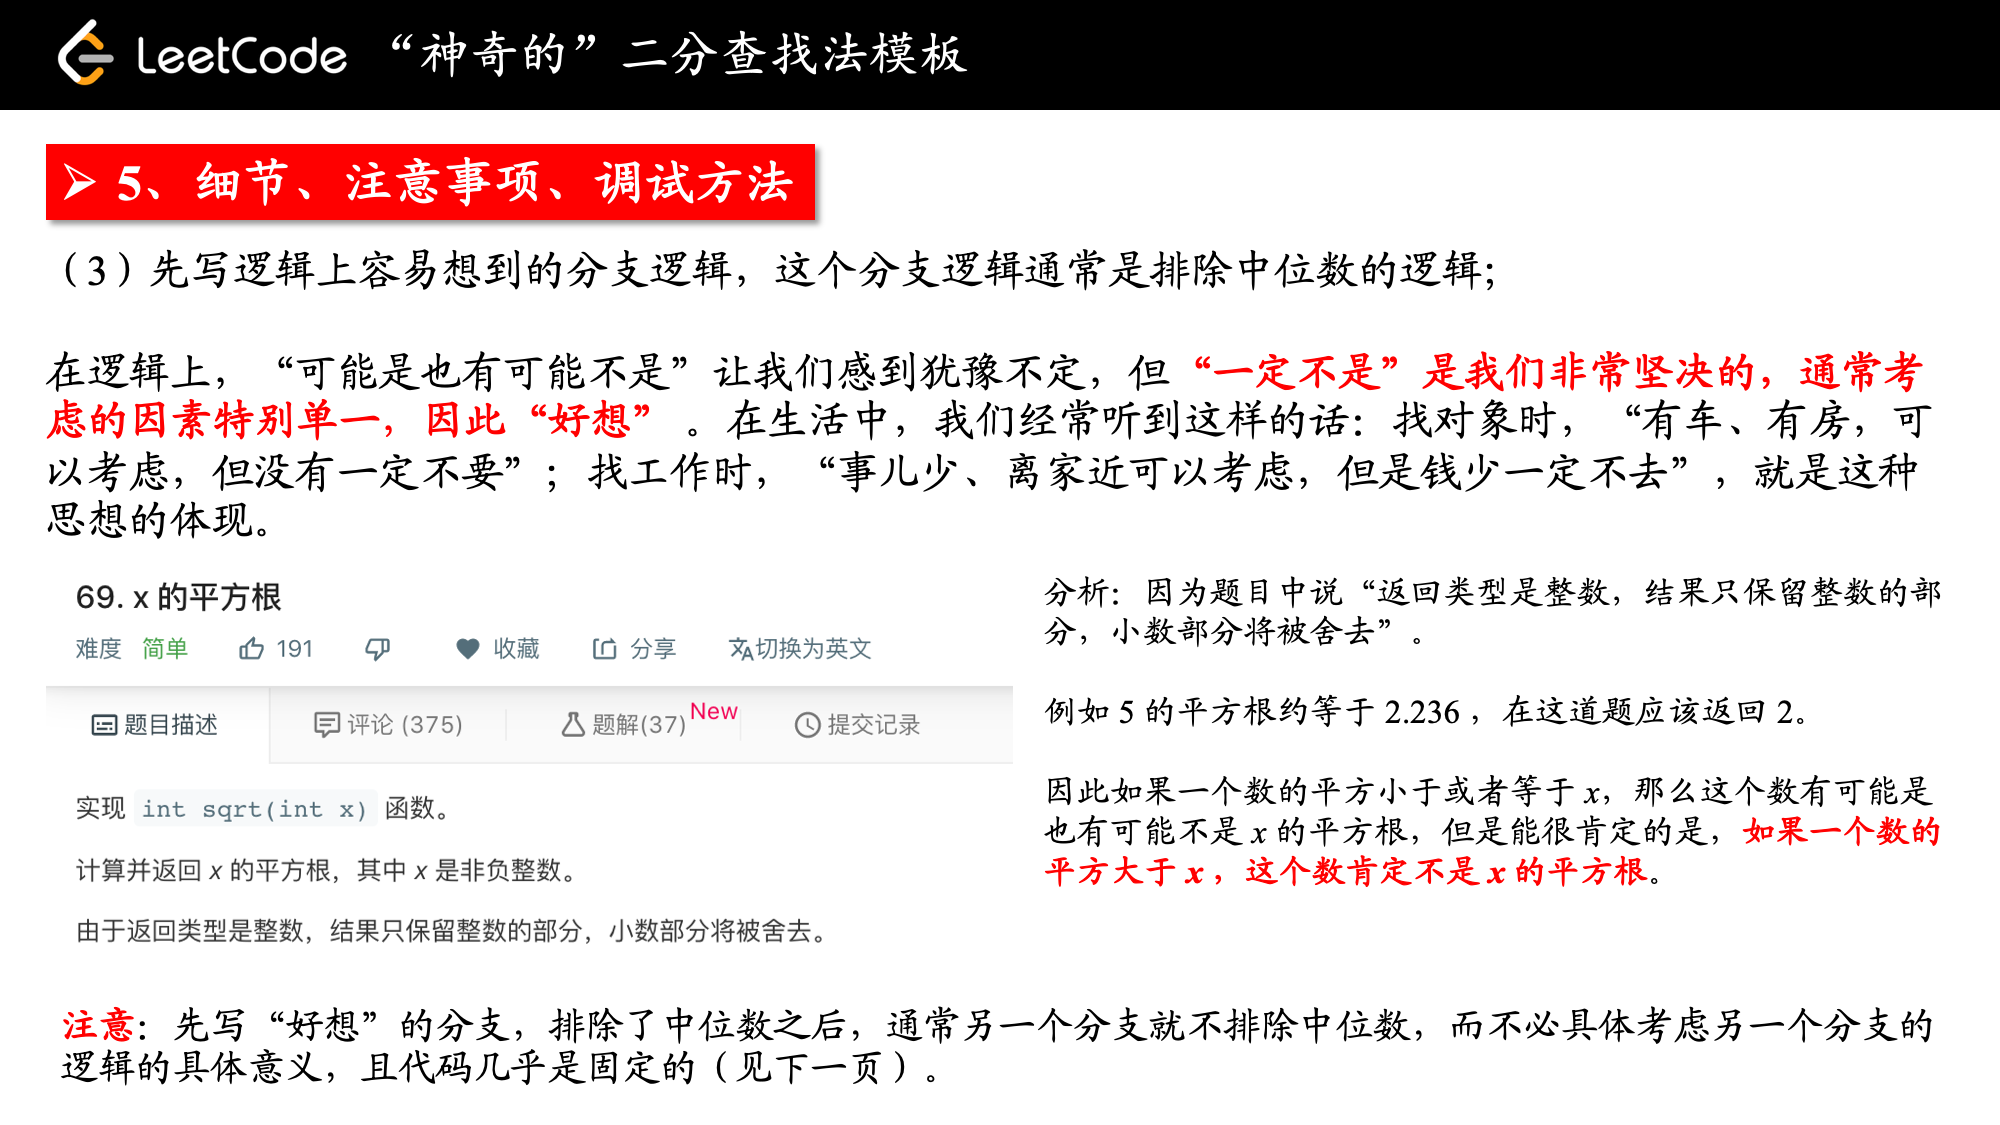 LeetCode “神奇的”二分查找法模板
➢ 5、细节、注意事项、调试方法
（3）先写逻辑上容易想到的分支逻辑，这个分支逻辑通常是排除中位数的逻辑；
在逻辑上，“可能是也有可能不是”让我们感到犹豫不定，但“一定不是”是我们非常坚决的，通常考
虑的因素特别单一，因此“好想”。在生活中，我们经常听到这样的话：找对象时，“有车、有房，可
以考虑，但没有一定不要”；找工作时，“事儿少、离家近可以考虑，但是钱少一定不去”，就是这种
思想的体现。
69. x 的平方根
难度 简单 191 收藏 分享 文A切换为英文
题目描述 评论 (375) 题解(37) New 提交记录
实现 int sqrt(int x) 函数。
计算并返回 x 的平方根，其中 x 是非负整数。
由于返回类型是整数，结果只保留整数的部分，小数部分将被舍去。
分析：因为题目中说“返回类型是整数，结果只保留整数的部
分，小数部分将被舍去”。
例如 5 的平方根约等于 2.236 ，在这道题应该返回 2。
因此如果一个数的平方小于或者等于 x，那么这个数有可能是
也有可能不是 x 的平方根，但是能很肯定的是，如果一个数的
平方大于 x ，这个数肯定不是 x 的平方根。
注意：先写“好想”的分支，排除了中位数之后，通常另一个分支就不排除中位数，而不必具体考虑另一个分支的
逻辑的具体意义，且代码几乎是固定的（见下一页）。